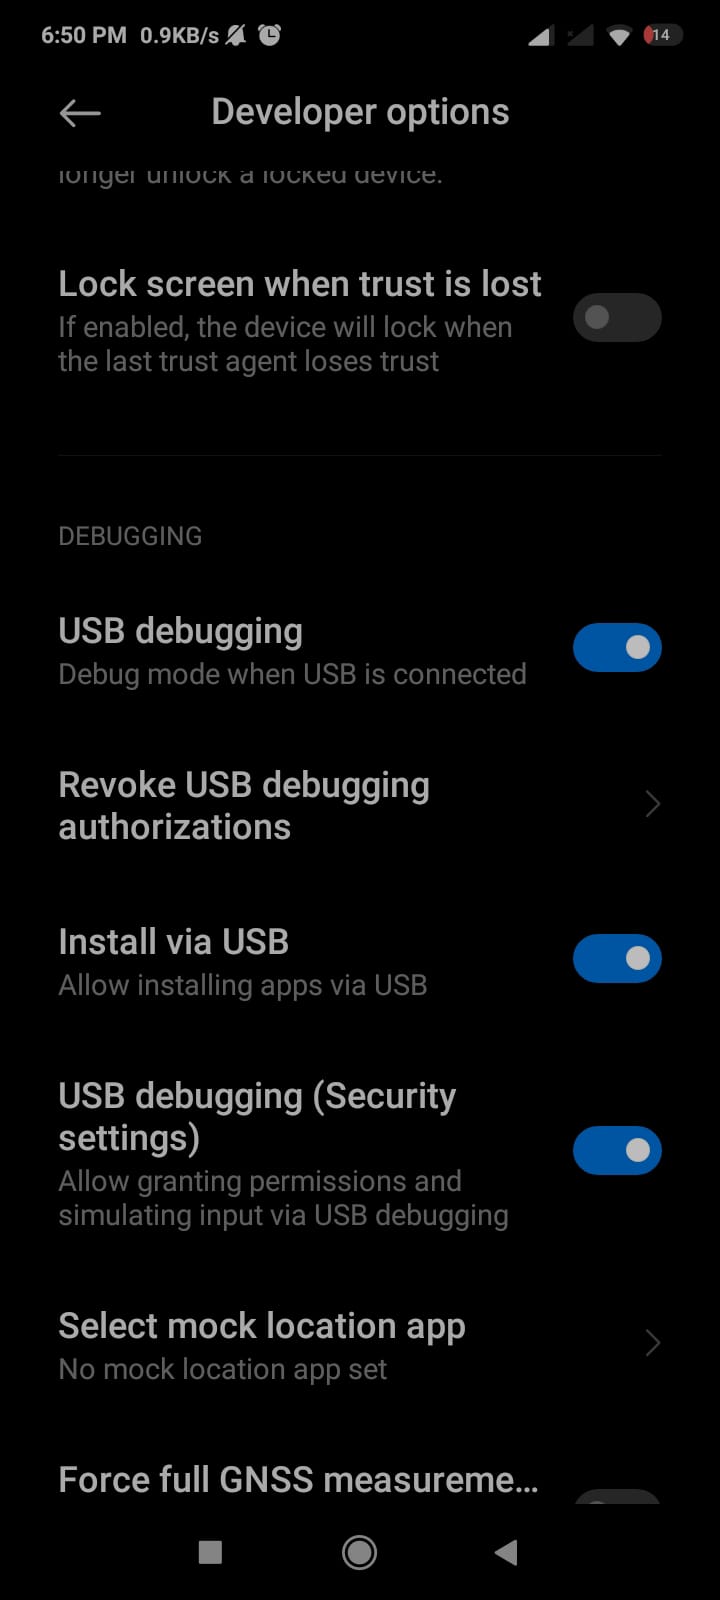 6:50 PM 0.9KB/s 14
Developer options
longer unlock a locked device.
Lock screen when trust is lost
If enabled, the device will lock when
the last trust agent loses trust
DEBUGGING
USB debugging
Debug mode when USB is connected
Revoke USB debugging
authorizations
Install via USB
Allow installing apps via USB
USB debugging (Security
settings)
Allow granting permissions and
simulating input via USB debugging
Select mock location app
No mock location app set
Force full GNSS measureme...